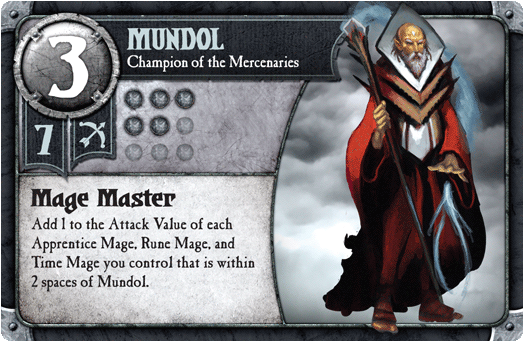 3
MUNDOL
Champion of the Mercenaries
7
Mage Master
Add 1 to the Attack Value of each
Apprentice Mage, Rune Mage, and
Time Mage you control that is within
2 spaces of Mundol.